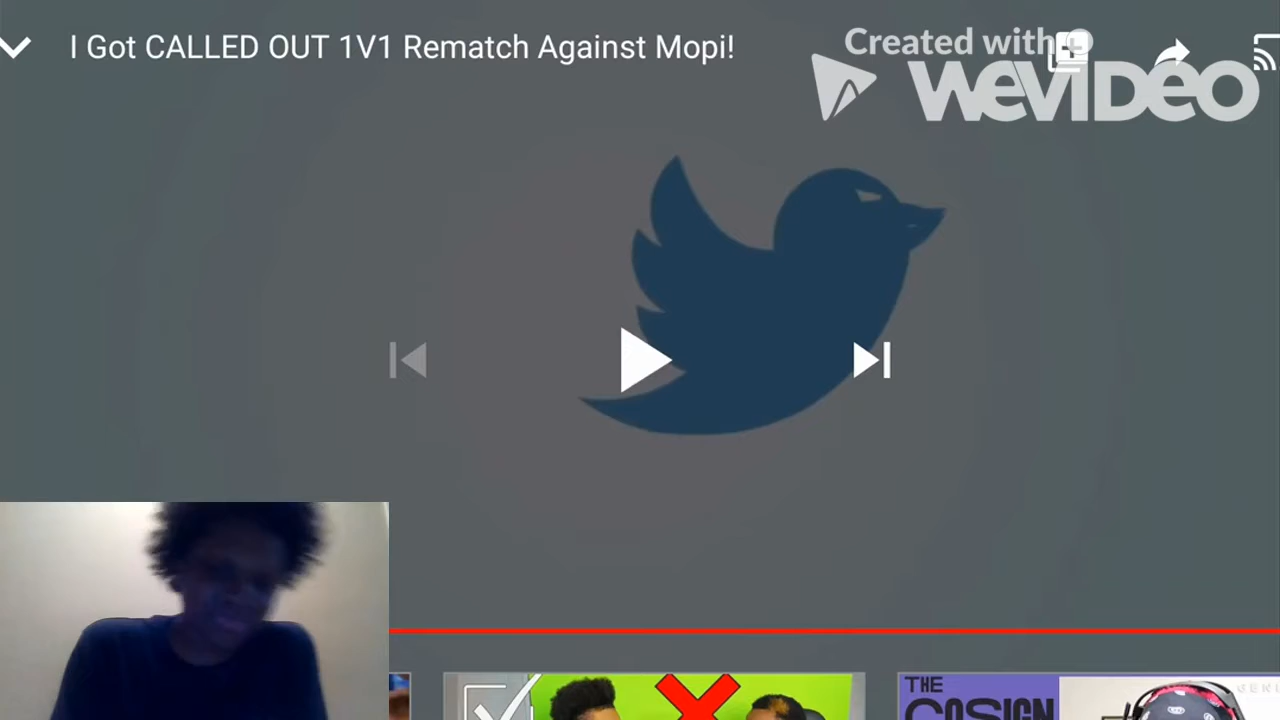 I Got CALLED OUT 1V1 Rematch Against Mopi!
Created with
WEVIDEO
THE
COSIGN